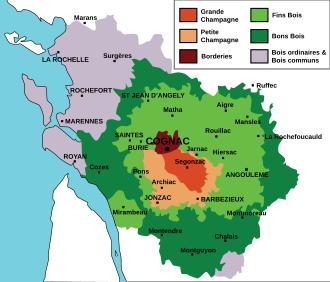 Grande
Champagne
Petite
Champagne
Borderies
Fins Bois
Bons Bois
Bois ordinaires &
Bois communs
Marans
LA ROCHELLE
Surgères
ROCHEFORT
ST JEAN D'ANGELY
Ruffec
Aigre
Matha
MARENNES
Mansles
Rouillac
La Rochefoucauld
SAINTES
COGNAC
BURIE
Jarnac
Hiersac
ROYAN
Segonzac
Cozes
Pons
ANGOULEME
Archiac
JONZAC
BARBEZIEUX
Mirambeau
Montmoreau
Montendre
Chalais
Montguyon